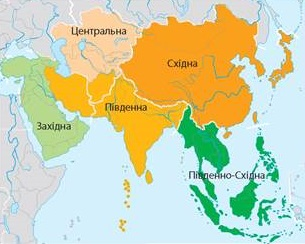 Центральна
Східна
Південна
Західна
Південно-Східна